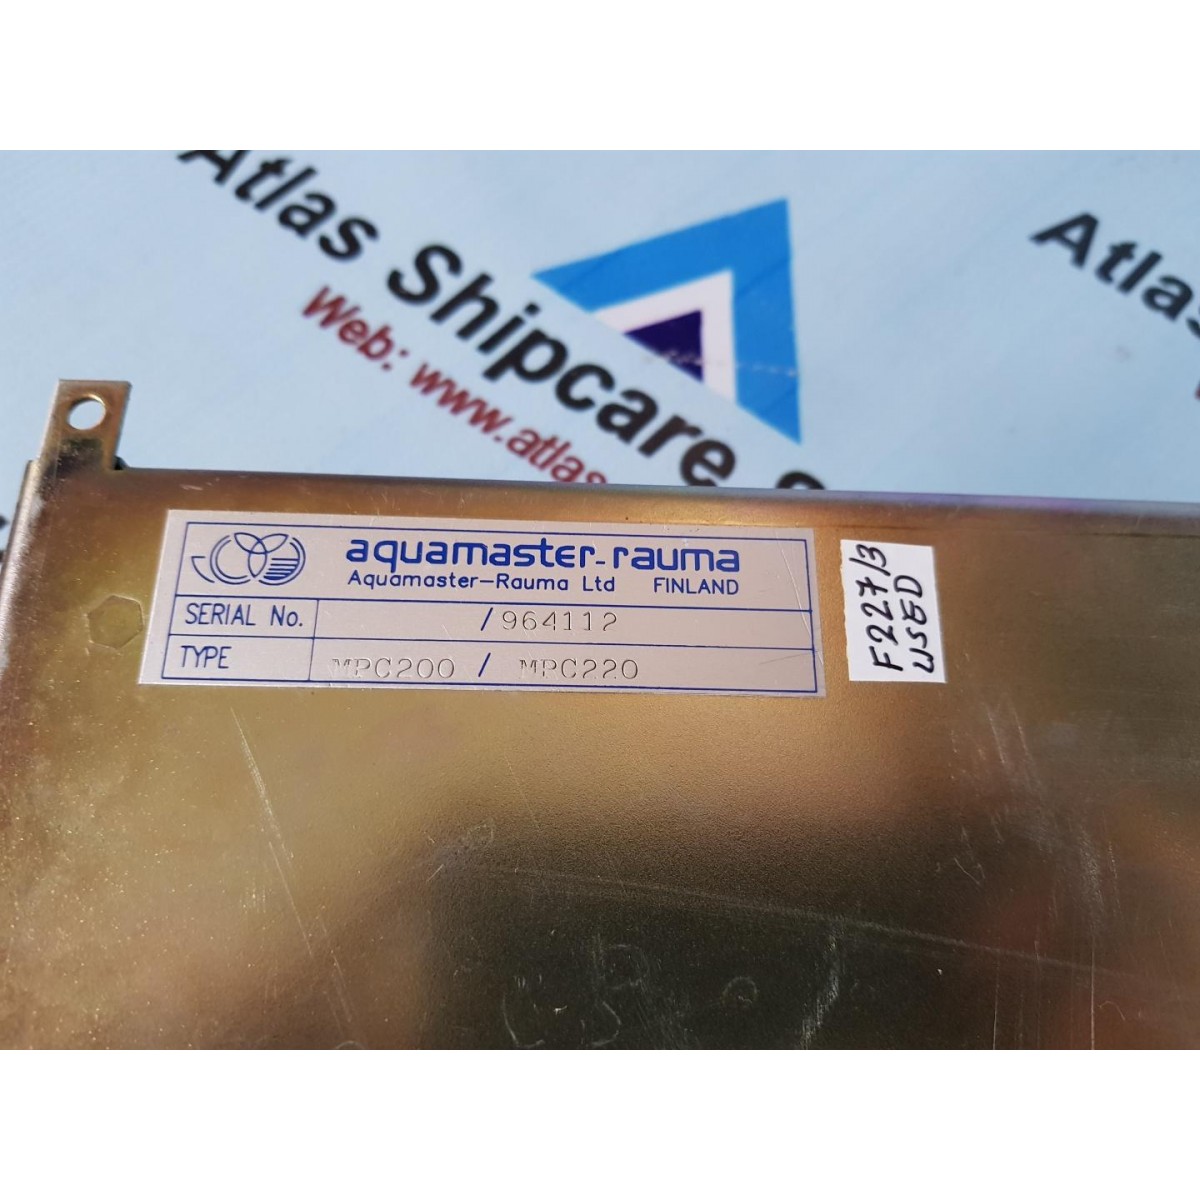 Atlas Shipcare S
Web: www.atlas
Atlas
aquamaster-rauma
Aquamaster-Rauma Ltd FINLAND
SERIAL No. /964112
TYPE MPC200 / MPC220
F227/3
USED